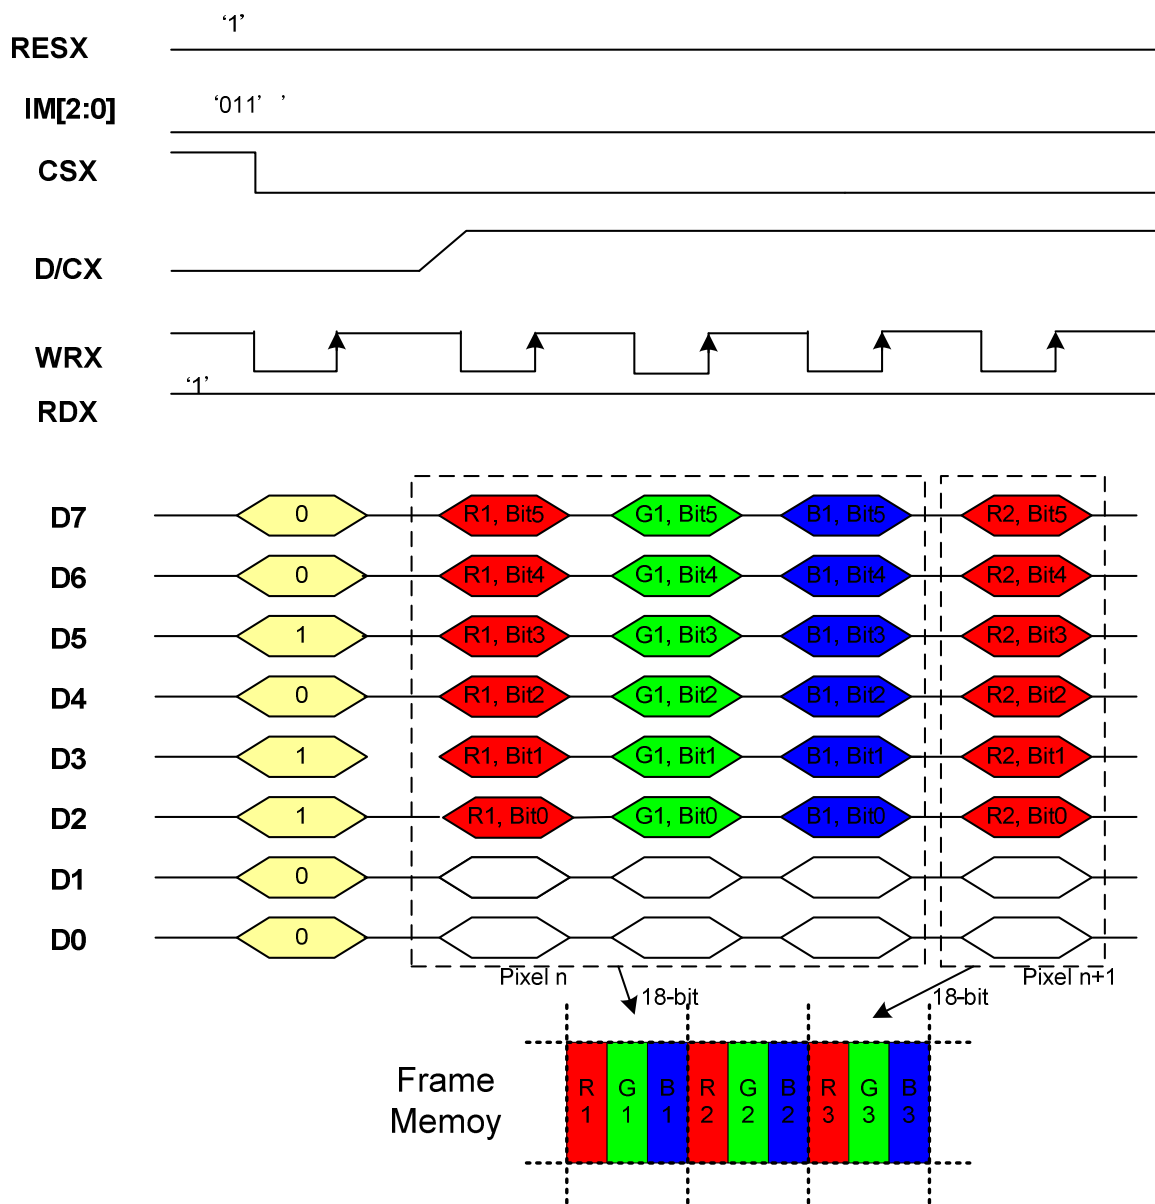 ‘1’
RESX
IM[2:0] ‘011’ ’
CSX
D/CX
WRX
‘1’
RDX
D7 0 R1, Bit5 G1, Bit5 B1, Bit5 R2, Bit5
D6 0 R1, Bit4 G1, Bit4 B1, Bit4 R2, Bit4
D5 1 R1, Bit3 G1, Bit3 B1, Bit3 R2, Bit3
D4 0 R1, Bit2 G1, Bit2 B1, Bit2 R2, Bit2
D3 1 R1, Bit1 G1, Bit1 B1, Bit1 R2, Bit1
D2 1 R1, Bit0 G1, Bit0 B1, Bit0 R2, Bit0
D1 0
D0 0
Pixel n Pixel n+1
18-bit 18-bit
Frame
Memoy
R G B R G B R G B
1 1 1 2 2 2 3 3 3